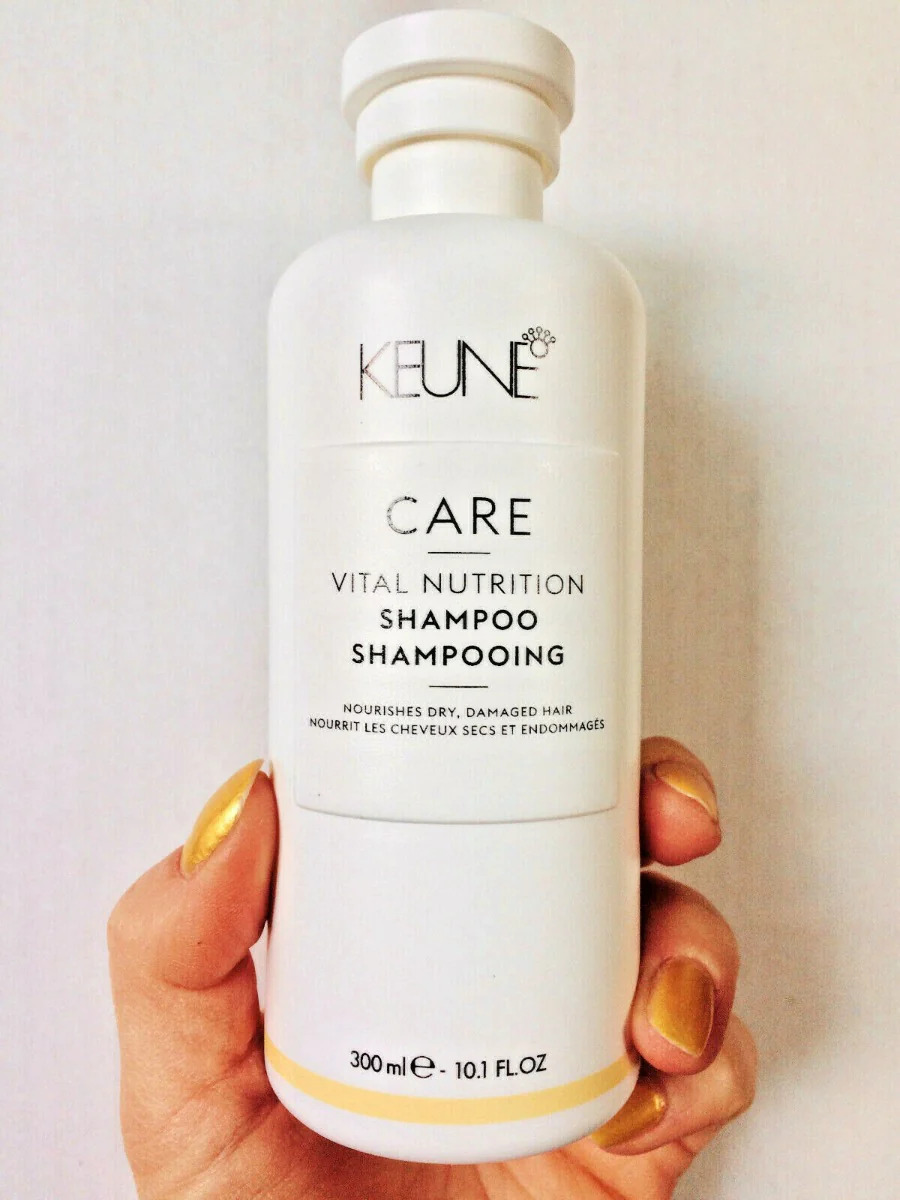 KEUNE
CARE
VITAL NUTRITION
SHAMPOO
SHAMPOOING
NOURISHES DRY, DAMAGED HAIR
NOURRIT LES CHEVEUX SECS ET ENDOMMAGÉS
300 ml ℮ - 10.1 FL.OZ